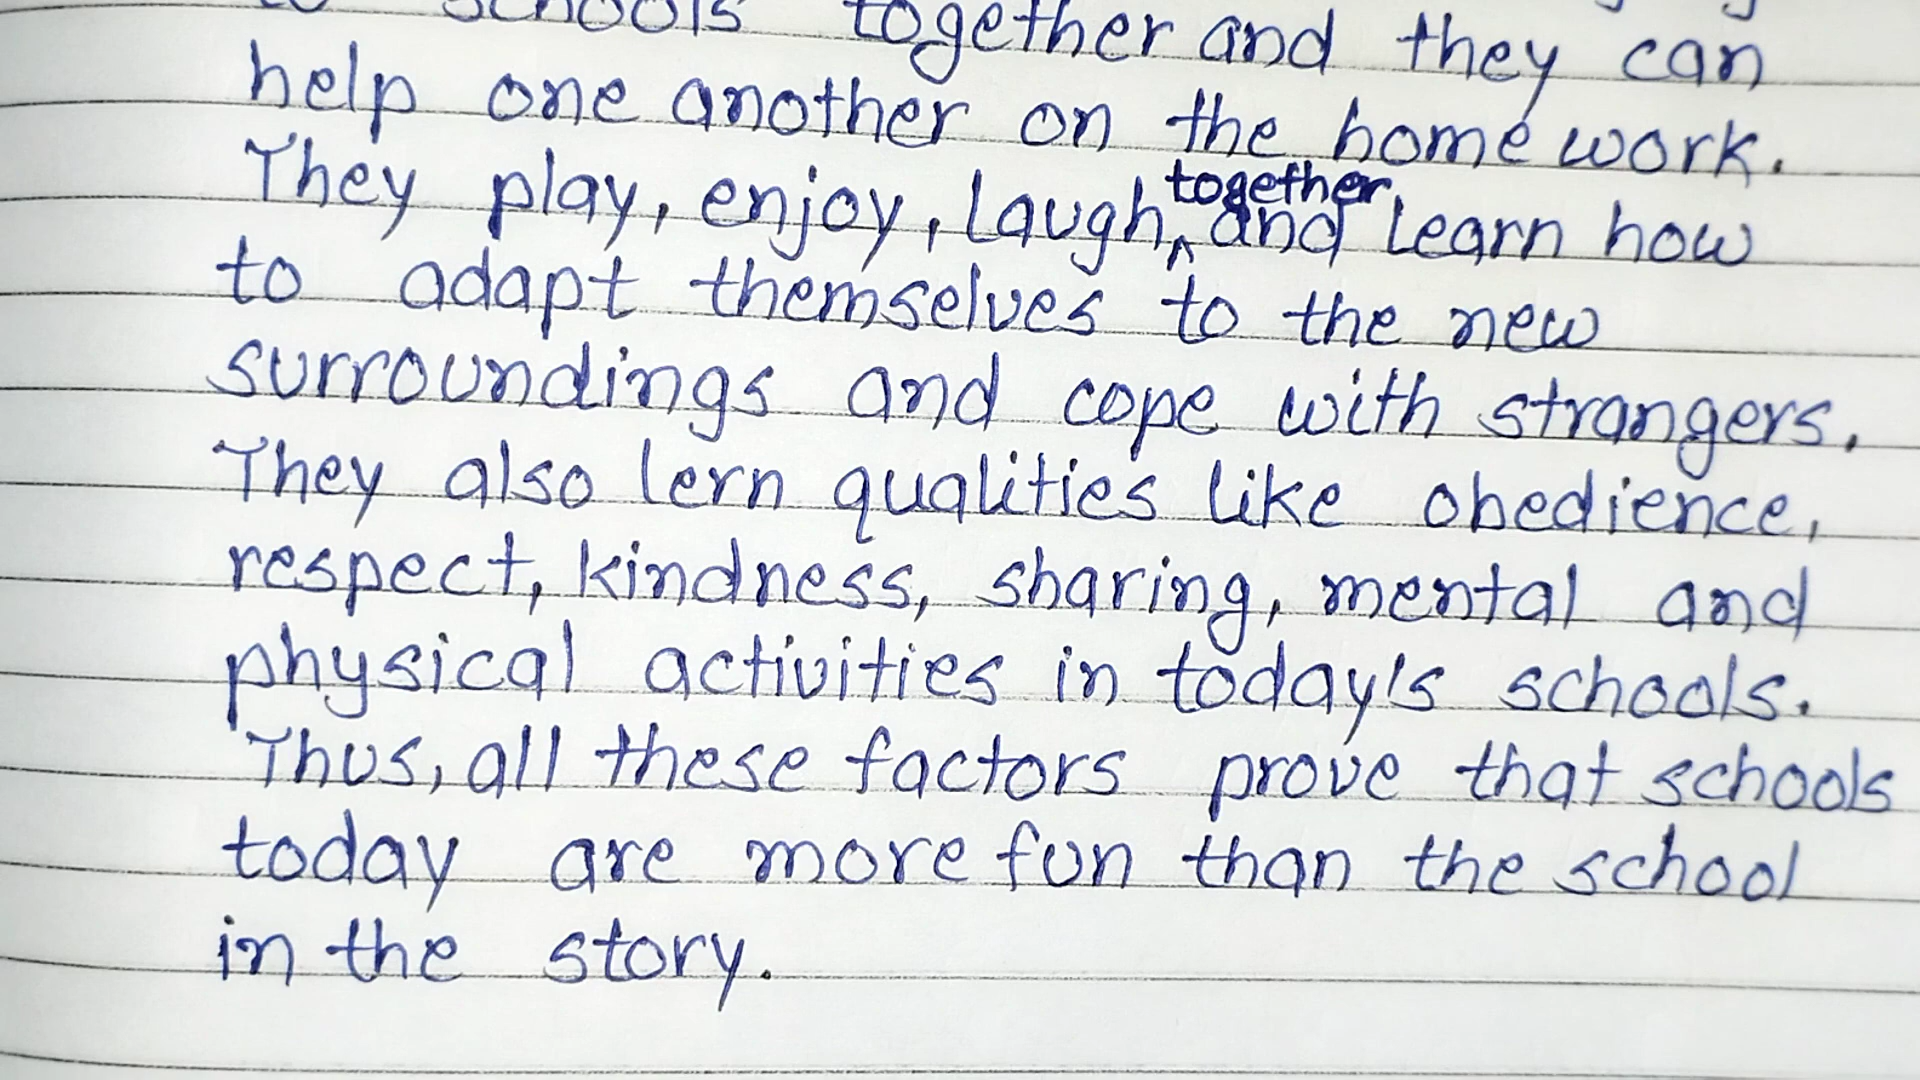 to schools together and they can
help one another on the home work.
They play, enjoy, Laugh, together and Learn how
to adapt themselves to the new
surroundings and cope with strangers.
They also lern qualities like obedience,
respect, kindness, sharing, mental and
physical activities in today's schools.
Thus, all these factors prove that schools
today are more fun than the school
in the story.